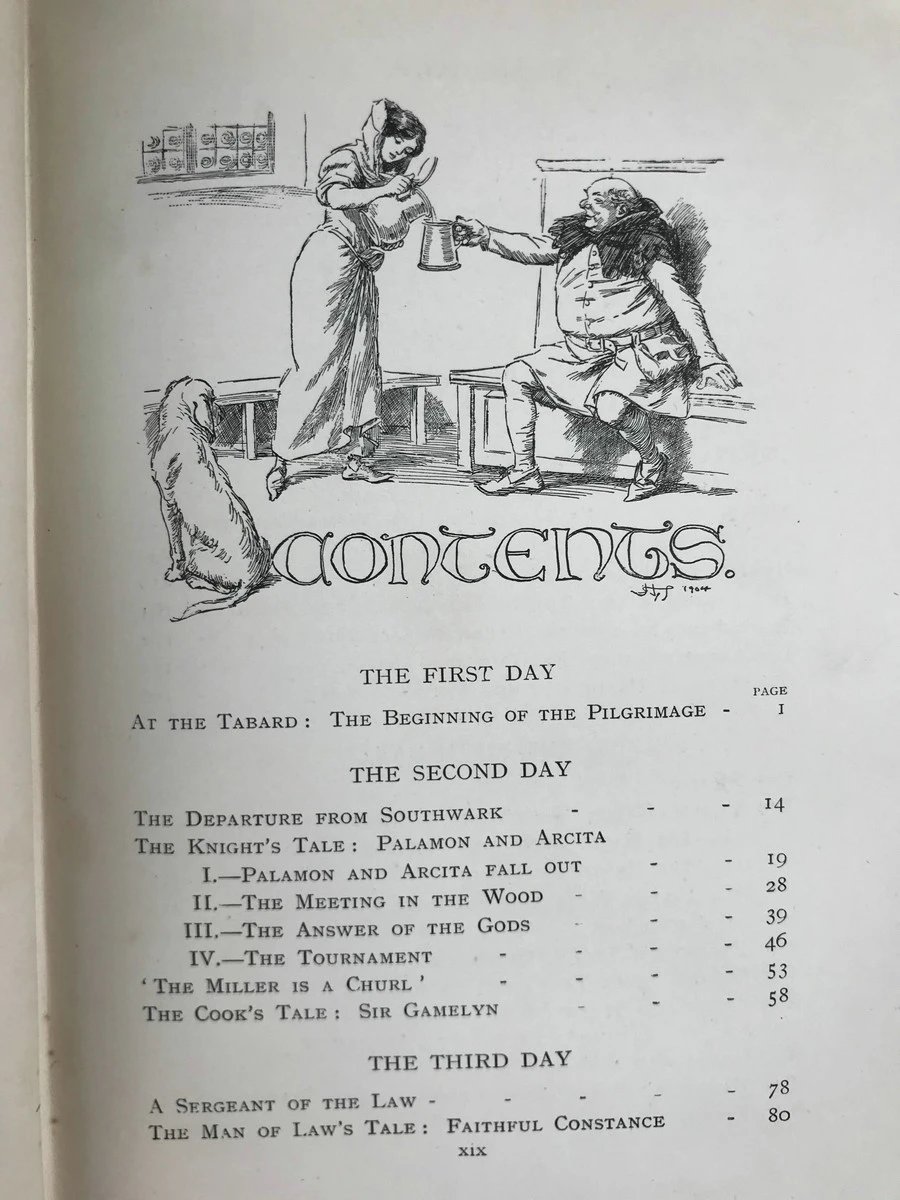 CONTENTS.
1904
THE FIRST DAY
PAGE
AT THE TABARD: THE BEGINNING OF THE PILGRIMAGE - 1
THE SECOND DAY
THE DEPARTURE FROM SOUTHWARK - - - 14
THE KNIGHT'S TALE: PALAMON AND ARCITA
I.—PALAMON AND ARCITA FALL OUT - - 19
II.—THE MEETING IN THE WOOD - - - 28
III.—THE ANSWER OF THE GODS - - - 39
IV.—THE TOURNAMENT - - - - 46
‘THE MILLER IS A CHURL’ - - - - 53
THE COOK'S TALE: SIR GAMELYN - - - 58
THE THIRD DAY
A SERGEANT OF THE LAW - - - - - 78
THE MAN OF LAW'S TALE: FAITHFUL CONSTANCE - 80
xix